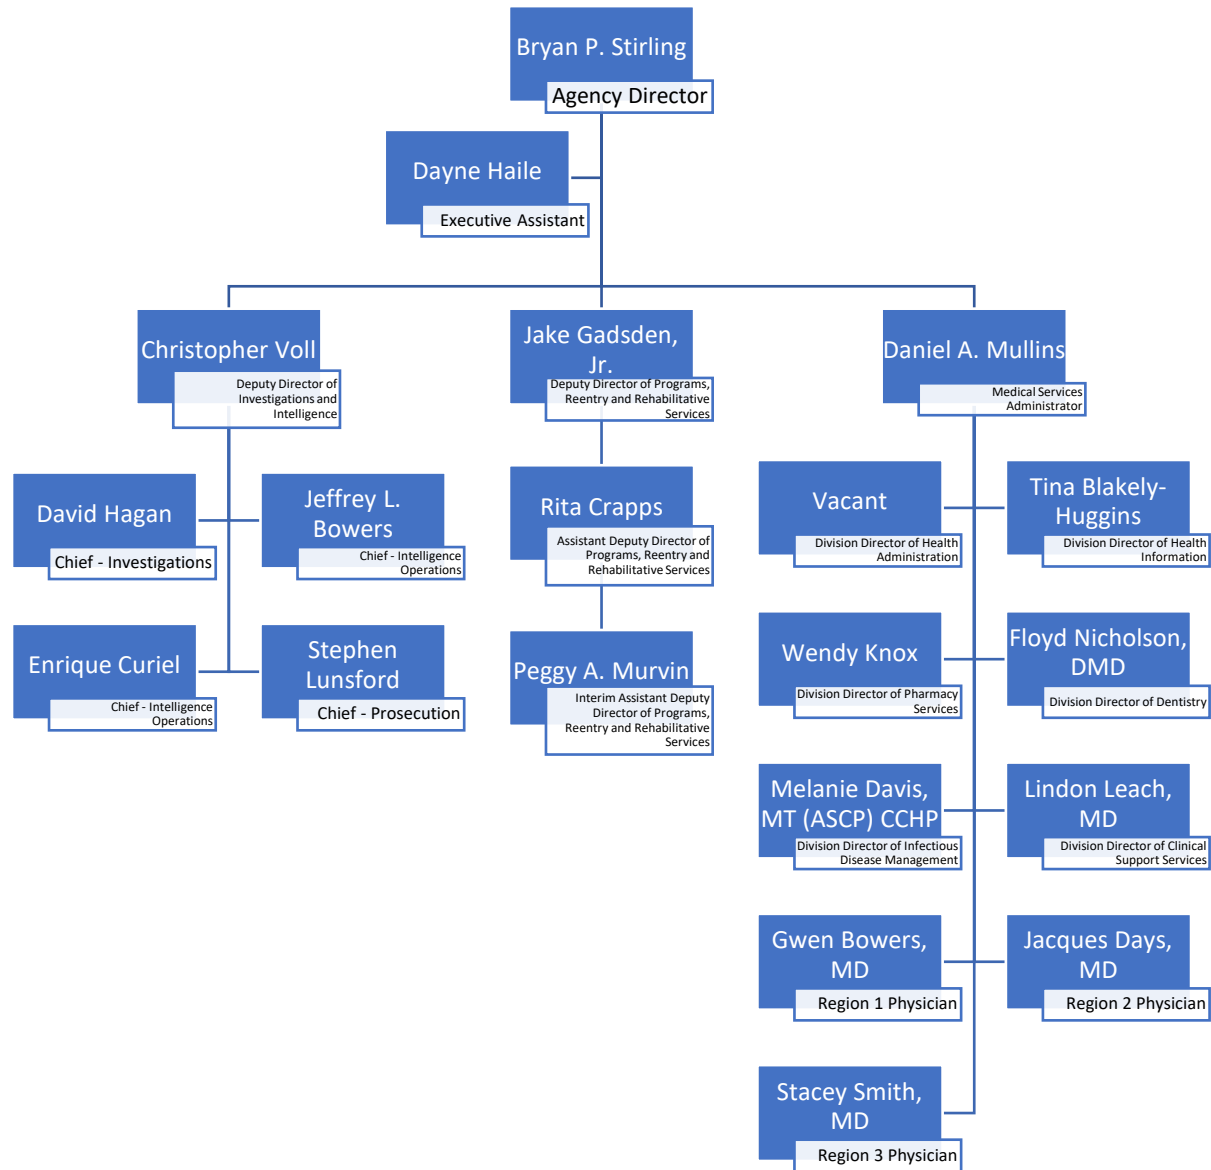 Bryan P. Stirling
Agency Director
Dayne Haile
Executive Assistant
Christopher Voll
Deputy Director of
Investigations and
Intelligence
David Hagan
Chief - Investigations
Jeffrey L.
Bowers
Chief - Intelligence
Operations
Enrique Curiel
Chief - Intelligence
Operations
Stephen
Lunsford
Chief - Prosecution
Jake Gadsden,
Jr.
Deputy Director of Programs,
Reentry and Rehabilitative
Services
Rita Crapps
Assistant Deputy Director of
Programs, Reentry and
Rehabilitative Services
Peggy A. Murvin
Interim Assistant Deputy
Director of Programs,
Reentry and Rehabilitative
Services
Daniel A. Mullins
Medical Services
Administrator
Vacant
Division Director of Health
Administration
Tina Blakely-
Huggins
Division Director of Health
Information
Wendy Knox
Division Director of Pharmacy
Services
Floyd Nicholson,
DMD
Division Director of Dentistry
Melanie Davis,
MT (ASCP) CCHP
Division Director of Infectious
Disease Management
Lindon Leach,
MD
Division Director of Clinical
Support Services
Gwen Bowers,
MD
Region 1 Physician
Jacques Days,
MD
Region 2 Physician
Stacey Smith,
MD
Region 3 Physician